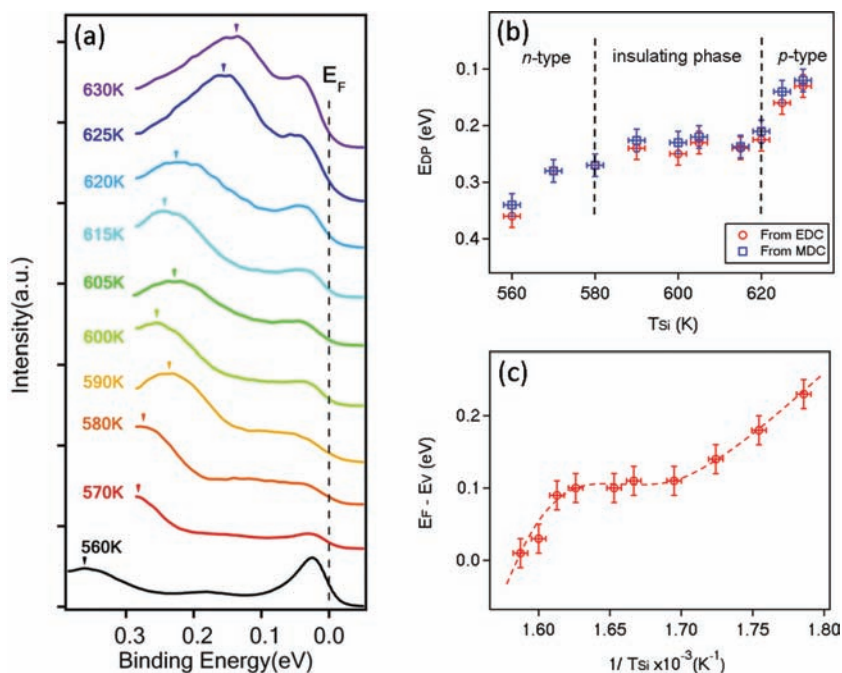 (a)
E_F
630K
625K
620K
615K
605K
600K
590K
580K
570K
560K
Intensity(a.u.)
0.3 0.2 0.1 0.0
Binding Energy(eV)
(b)
n-type insulating phase p-type
0.1
0.2
0.3
0.4
E_DP (eV)
From EDC
From MDC
560 580 600 620
T_Si (K)
(c)
0.2
0.1
0.0
E_F - E_V (eV)
1.60 1.65 1.70 1.75 1.80
1/ T_Si x10⁻³(K⁻¹)